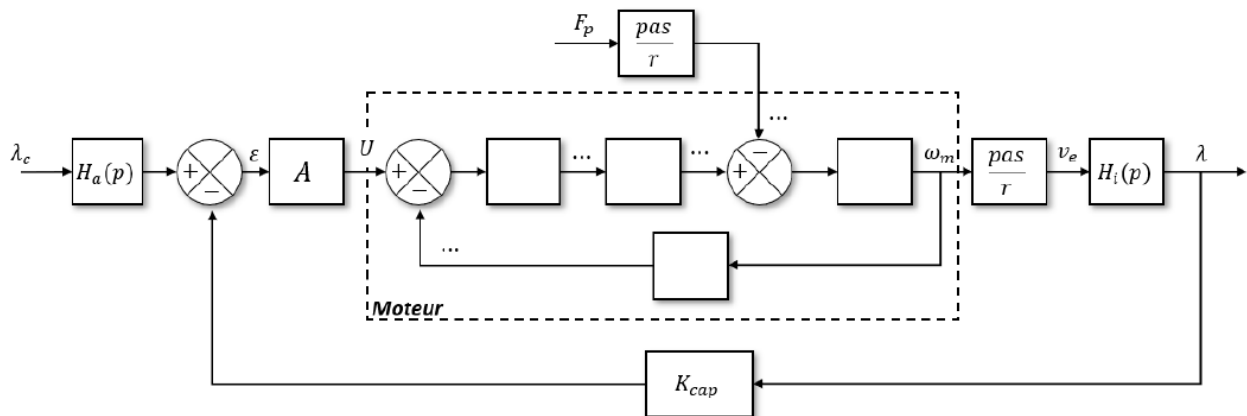 F_p
pas
r
...
λ_c
H_a(p)
+
−
ε
A
U
+
−
...
...
+
−
ω_m
pas
r
v_e
H_i(p)
λ
...
Moteur
K_cap